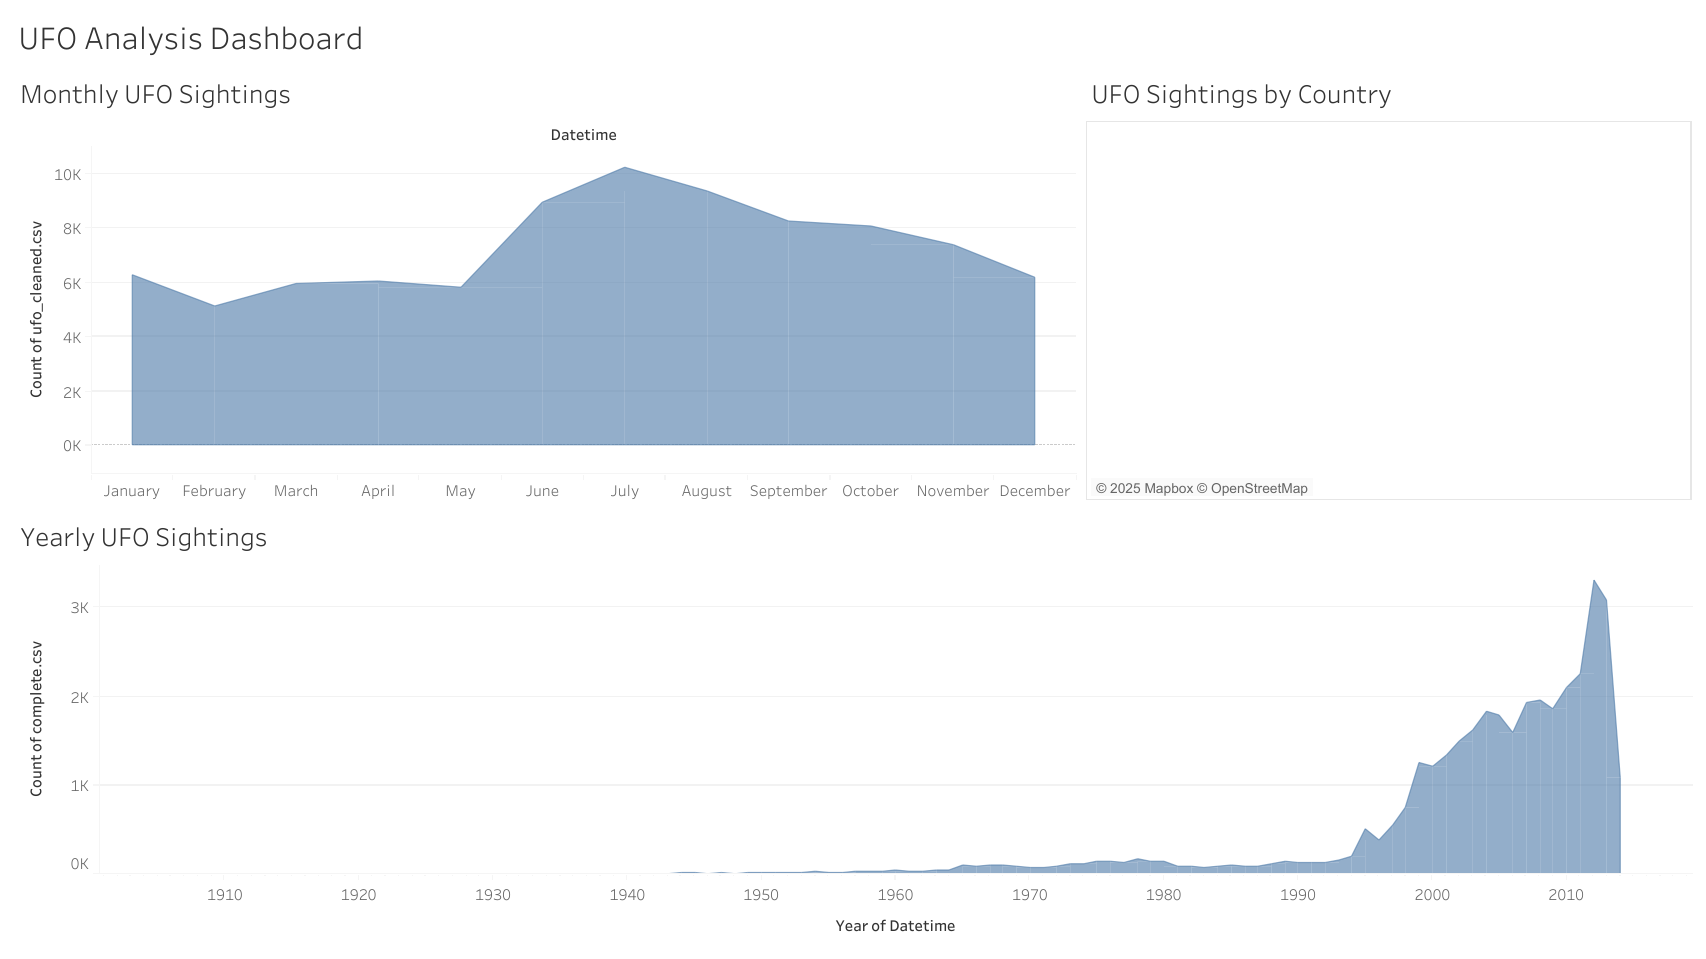 UFO Analysis Dashboard
Monthly UFO Sightings
UFO Sightings by Country
Datetime
10K
8K
6K
4K
2K
0K
Count of ufo_cleaned.csv
January February March April May June July August September October November December
© 2025 Mapbox © OpenStreetMap
Yearly UFO Sightings
3K
2K
1K
0K
Count of complete.csv
1910 1920 1930 1940 1950 1960 1970 1980 1990 2000 2010
Year of Datetime